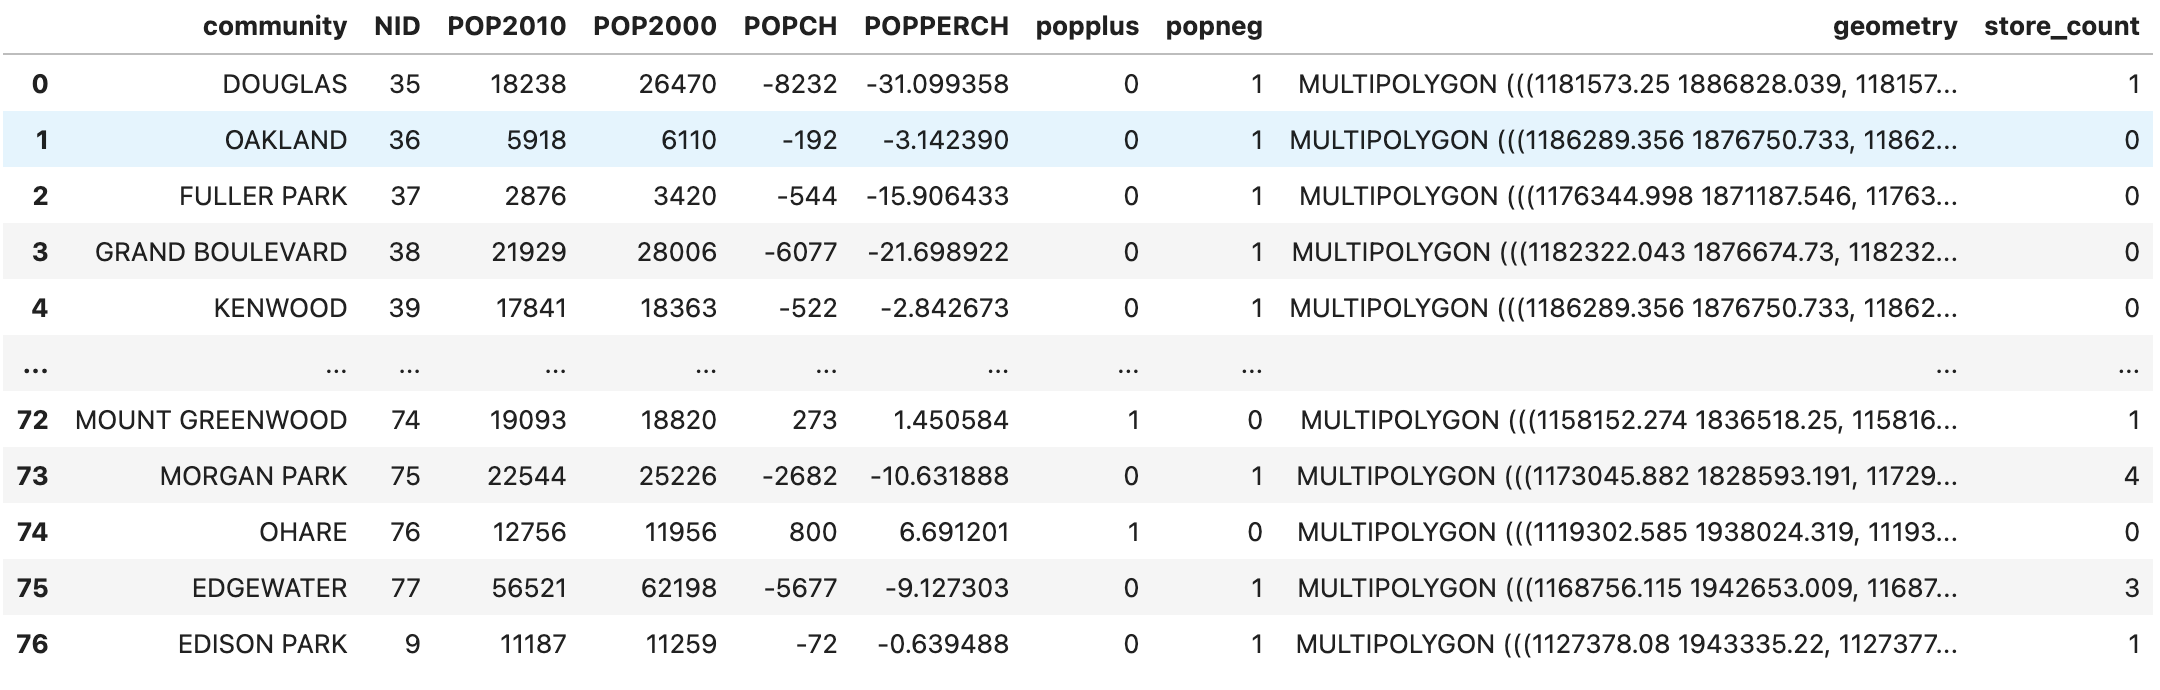 community NID POP2010 POP2000 POPCH POPPERCH popplus popneg geometry store_count
0 DOUGLAS 35 18238 26470 -8232 -31.099358 0 1 MULTIPOLYGON (((1181573.25 1886828.039, 118157... 1
1 OAKLAND 36 5918 6110 -192 -3.142390 0 1 MULTIPOLYGON (((1186289.356 1876750.733, 11862... 0
2 FULLER PARK 37 2876 3420 -544 -15.906433 0 1 MULTIPOLYGON (((1176344.998 1871187.546, 11763... 0
3 GRAND BOULEVARD 38 21929 28006 -6077 -21.698922 0 1 MULTIPOLYGON (((1182322.043 1876674.73, 118232... 0
4 KENWOOD 39 17841 18363 -522 -2.842673 0 1 MULTIPOLYGON (((1186289.356 1876750.733, 11862... 0
... ... ... ... ... ... ... ... ... ... ...
72 MOUNT GREENWOOD 74 19093 18820 273 1.450584 1 0 MULTIPOLYGON (((1158152.274 1836518.25, 115816... 1
73 MORGAN PARK 75 22544 25226 -2682 -10.631888 0 1 MULTIPOLYGON (((1173045.882 1828593.191, 11729... 4
74 OHARE 76 12756 11956 800 6.691201 1 0 MULTIPOLYGON (((1119302.585 1938024.319, 11193... 0
75 EDGEWATER 77 56521 62198 -5677 -9.127303 0 1 MULTIPOLYGON (((1168756.115 1942653.009, 11687... 3
76 EDISON PARK 9 11187 11259 -72 -0.639488 0 1 MULTIPOLYGON (((1127378.08 1943335.22, 1127377... 1